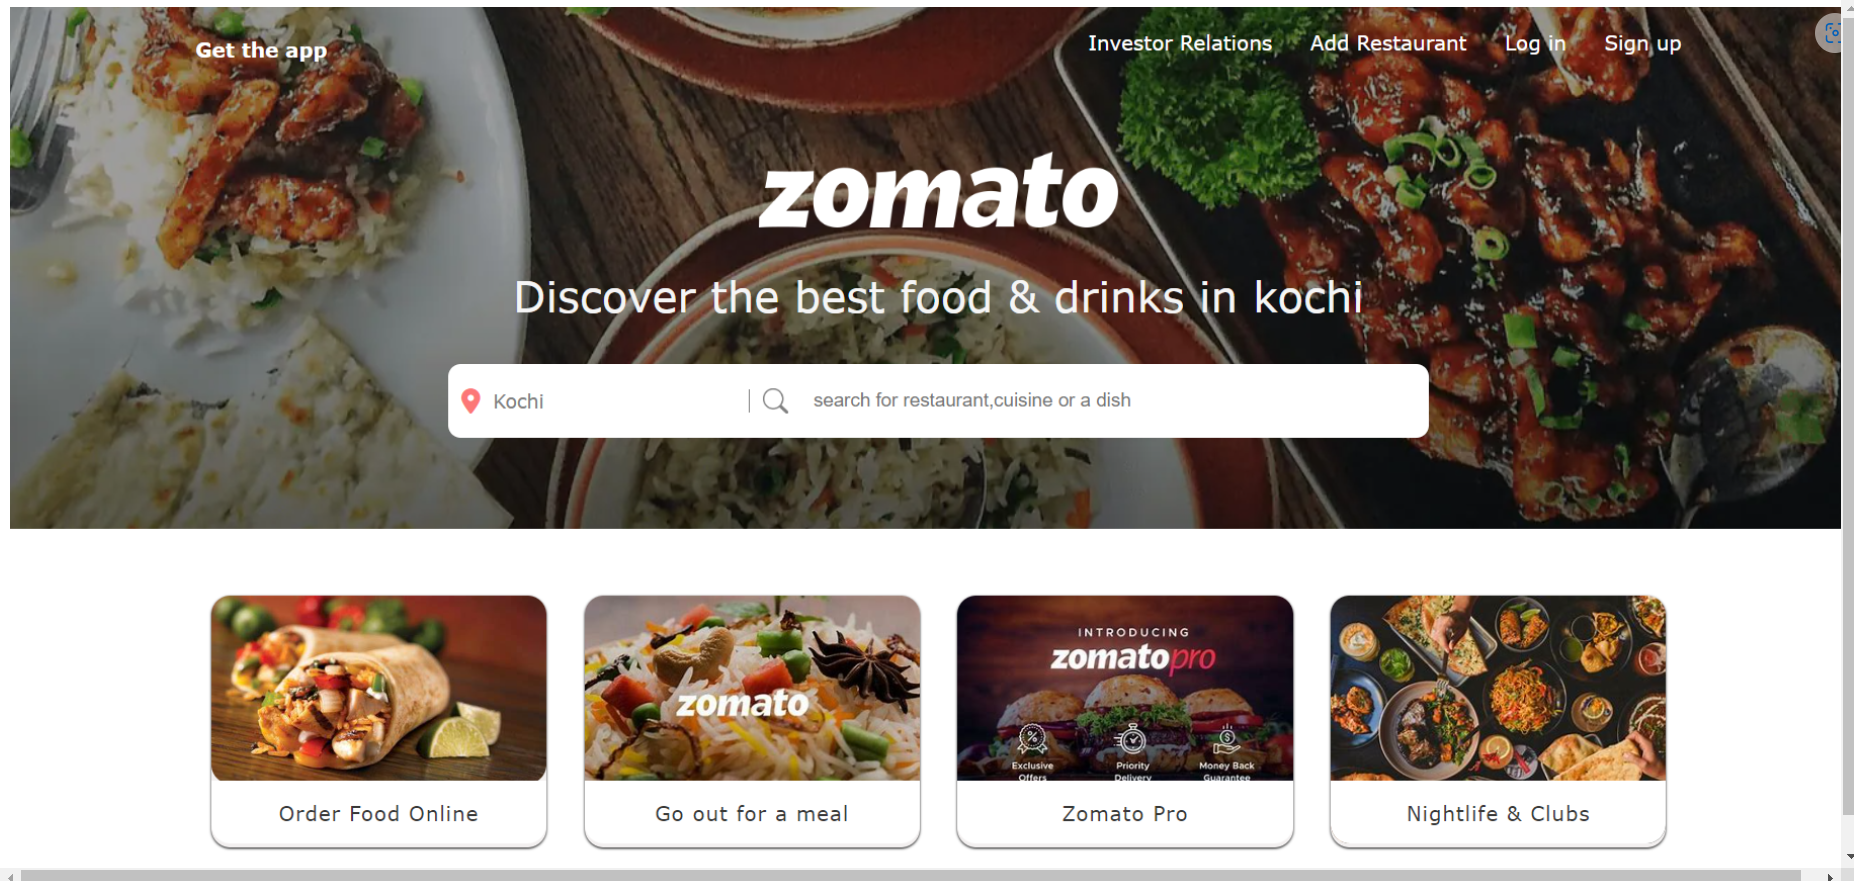 Get the app
Investor Relations Add Restaurant Log in Sign up
zomato
Discover the best food & drinks in kochi
Kochi
search for restaurant,cuisine or a dish
zomato
INTRODUCING
zomatopro
Exclusive Offers
Priority Delivery
Money Back Guarantee
Order Food Online
Go out for a meal
Zomato Pro
Nightlife & Clubs